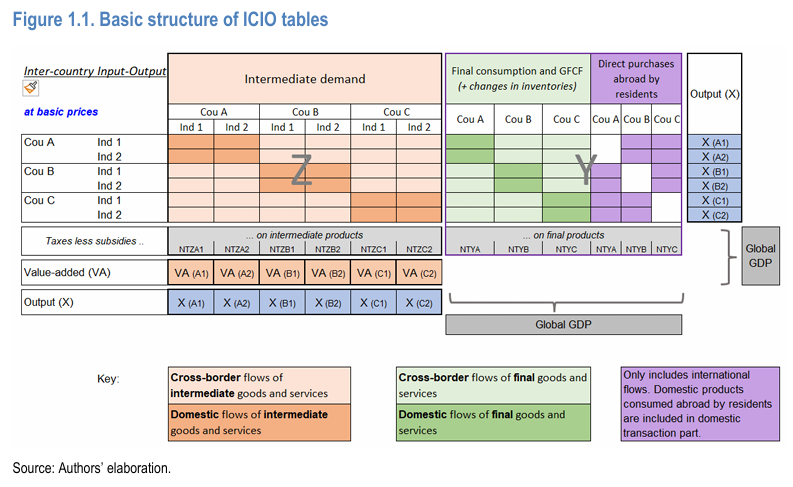 Figure 1.1. Basic structure of ICIO tables
Inter-country Input-Output
at basic prices
Intermediate demand
Final consumption and GFCF
(+ changes in inventories)
Direct purchases
abroad by
residents
Output (X)
Cou A Cou B Cou C
Cou A Cou B Cou C Cou A Cou B Cou C
Ind 1 Ind 2 Ind 1 Ind 2 Ind 1 Ind 2
Cou A Ind 1 X (A1)
Ind 2 X (A2)
Cou B Ind 1 X (B1)
Ind 2 X (B2)
Cou C Ind 1 X (C1)
Ind 2 X (C2)
Z
Y
Taxes less subsidies .. ... on intermediate products ... on final products
NTZA1 NTZA2 NTZB1 NTZB2 NTZC1 NTZC2 NTYA NTYB NTYC NTYA NTYB NTYC
Global
GDP
Value-added (VA) VA (A1) VA (A2) VA (B1) VA (B2) VA (C1) VA (C2)
Output (X) X (A1) X (A2) X (B1) X (B2) X (C1) X (C2)
Global GDP
Key:
Cross-border flows of
intermediate goods and services
Domestic flows of intermediate
goods and services
Cross-border flows of final goods and
services
Domestic flows of final goods and
services
Only includes international
flows. Domestic products
consumed abroad by residents
are included in domestic
transaction part.
Source: Authors' elaboration.